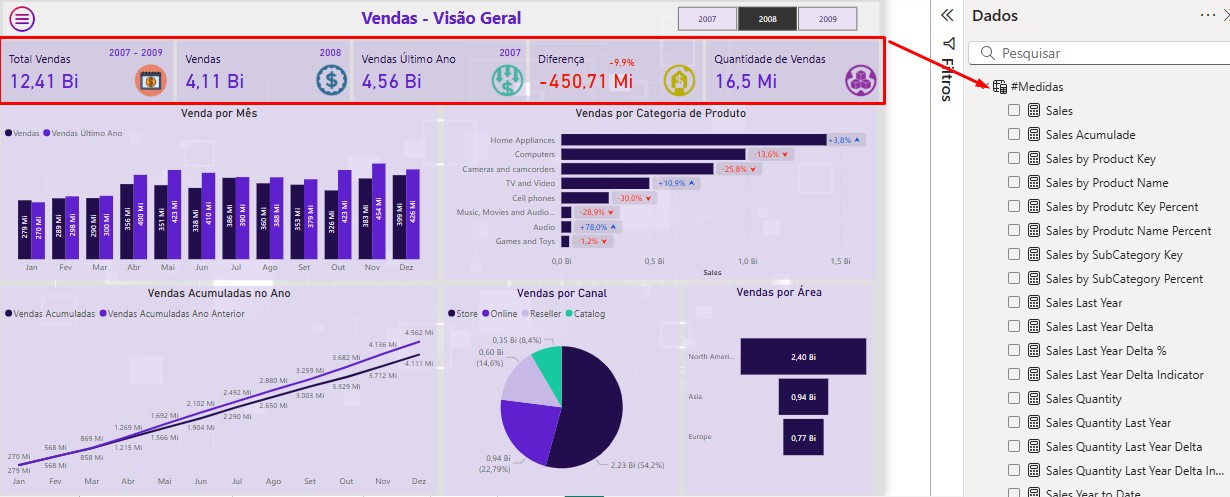 Vendas - Visão Geral
2007
2008
2009
Total Vendas
2007 - 2009
12,41 Bi
Vendas
2008
4,11 Bi
Vendas Último Ano
2007
4,56 Bi
Diferença
-9.9%
-450,71 Mi
Quantidade de Vendas
16,5 Mi
Venda por Mês
Vendas Vendas Último Ano
279 Mi 270 Mi 289 Mi 298 Mi 290 Mi 300 Mi 356 Mi 400 Mi 351 Mi 423 Mi 338 Mi 410 Mi 386 Mi 390 Mi 360 Mi 388 Mi 353 Mi 379 Mi 326 Mi 423 Mi 383 Mi 454 Mi 399 Mi 426 Mi
Jan Fev Mar Abr Mai Jun Jul Ago Set Out Nov Dez
Vendas por Categoria de Produto
Home Appliances +3,8%
Computers -13,6%
Cameras and camcorders -25,8%
TV and Video +10,9%
Cell phones -30,0%
Music, Movies and Audio... -28,9%
Audio +78,0%
Games and Toys -1,2%
0,0 Bi 0,5 Bi 1,0 Bi 1,5 Bi
Sales
Vendas Acumuladas no Ano
Vendas Acumuladas Vendas Acumuladas Ano Anterior
270 Mi 568 Mi 869 Mi 1.269 Mi 1.692 Mi 2.102 Mi 2.492 Mi 2.880 Mi 3.259 Mi 3.682 Mi 4.136 Mi 4.562 Mi
279 Mi 568 Mi 858 Mi 1.215 Mi 1.566 Mi 1.904 Mi 2.290 Mi 2.650 Mi 3.003 Mi 3.329 Mi 3.712 Mi 4.111 Mi
Jan Fev Mar Abr Mai Jun Jul Ago Set Out Nov Dez
Vendas por Canal
Store Online Reseller Catalog
0,35 Bi (8,4%)
0,60 Bi
(14,6%)
0,94 Bi
(22,79%)
2,23 Bi (54,2%)
Vendas por Área
North Ameri... 2,40 Bi
Asia 0,94 Bi
Europe 0,77 Bi
Filtros
Dados
Pesquisar
#Medidas
Sales
Sales Acumulade
Sales by Product Key
Sales by Product Name
Sales by Produtc Key Percent
Sales by Produtc Name Percent
Sales by SubCategory Key
Sales by SubCategory Percent
Sales Last Year
Sales Last Year Delta
Sales Last Year Delta %
Sales Last Year Delta Indicator
Sales Quantity
Sales Quantity Last Year
Sales Quantity Last Year Delta
Sales Quantity Last Year Delta In...
Sales Year to Date